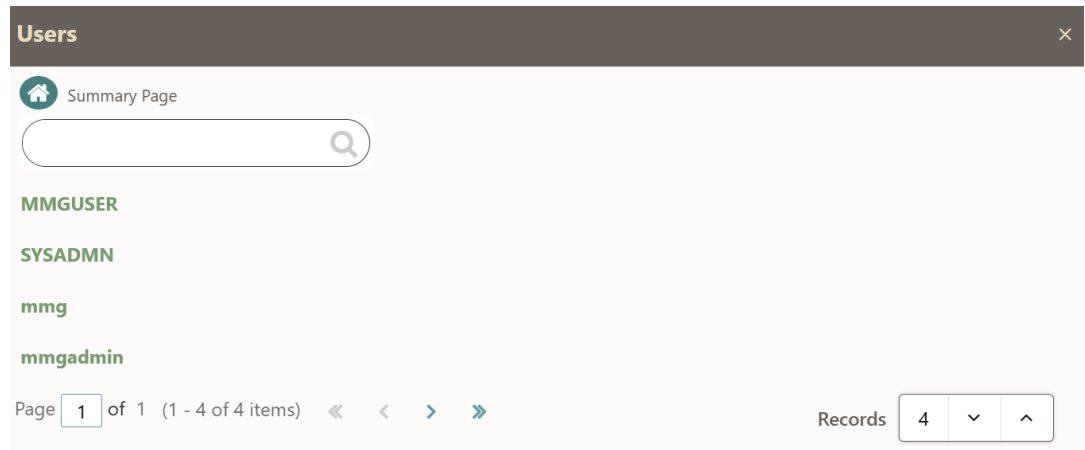 Users
Summary Page
MMGUSER
SYSADMN
mmg
mmgadmin
Page 1 of 1 (1 - 4 of 4 items)
Records 4